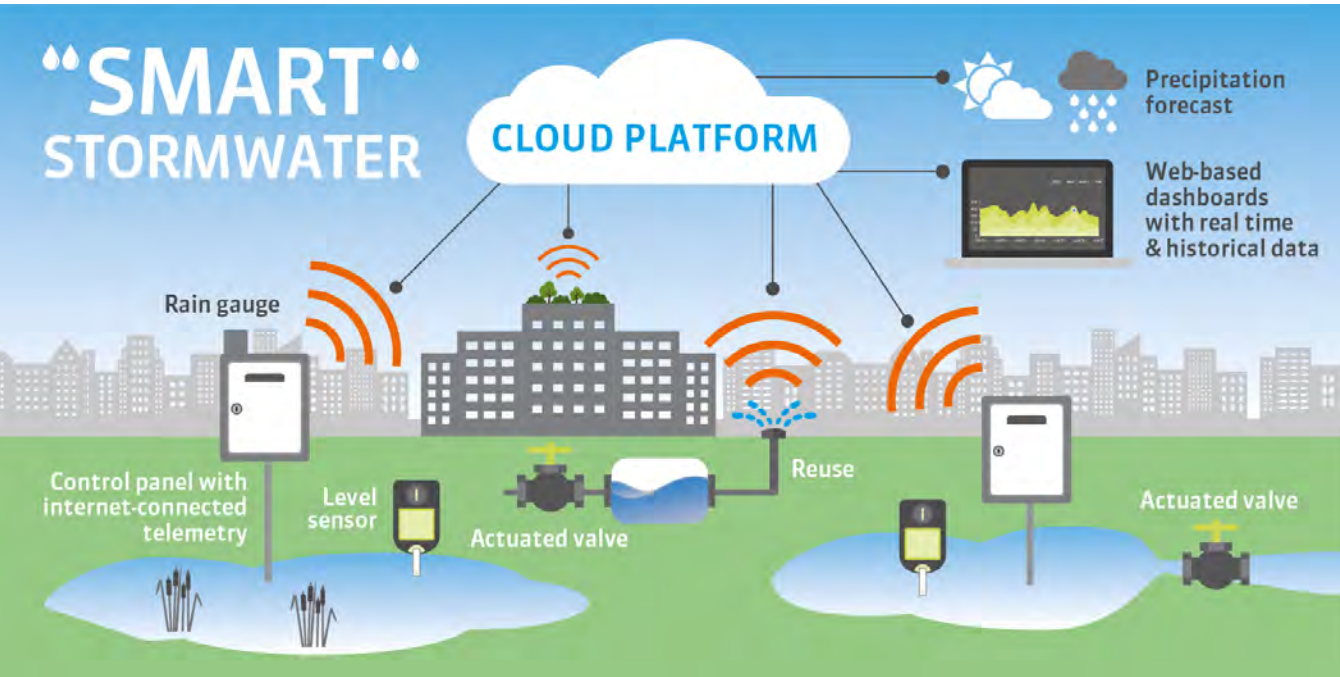 “SMART“
STORMWATER
CLOUD PLATFORM
Precipitation
forecast
Web-based
dashboards
with real time
& historical data
Rain gauge
Control panel with
internet-connected
telemetry
Level
sensor
Actuated valve
Reuse
Actuated valve